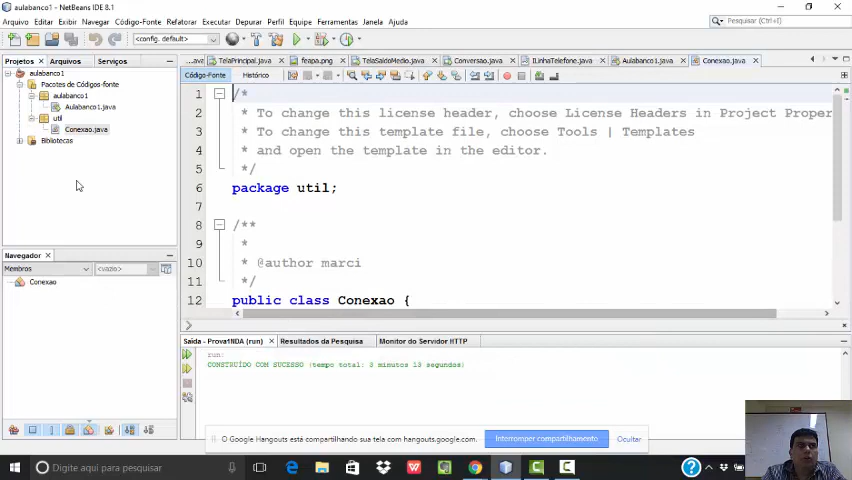 aulabanco1 - NetBeans IDE 8.1
Arquivo Editar Exibir Navegar Código-Fonte Refatorar Executar Depurar Perfil Equipe Ferramentas Janela Ajuda
Pesquisar (Ctrl+I)
<config. default>
Projetos Arquivos Serviços
...ava TelaPrincipal.java feapa.png TelaSaldoMedio.java Conversao.java ILinhaTelefone.java Aulabanco1.java Conexao.java
Código-Fonte Histórico
aulabanco1
Pacotes de Códigos-fonte
aulabanco1
Aulabanco1.java
util
Conexao.java
Bibliotecas
1 /*
2 * To change this license header, choose License Headers in Project Proper
3 * To change this template file, choose Tools | Templates
4 * and open the template in the editor.
5 */
6 package util;
7
8 /**
9 *
10 * @author marci
11 */
12 public class Conexao {
Navegador
Membros <vazio>
Conexao
Saída - Prova1NDA (run) Resultados da Pesquisa Monitor do Servidor HTTP
run:
CONSTRUÍDO COM SUCESSO (tempo total: 3 minutos 13 segundos)
O Google Hangouts está compartilhando sua tela com hangouts.google.com. Interromper compartilhamento Ocultar
Digite aqui para pesquisar